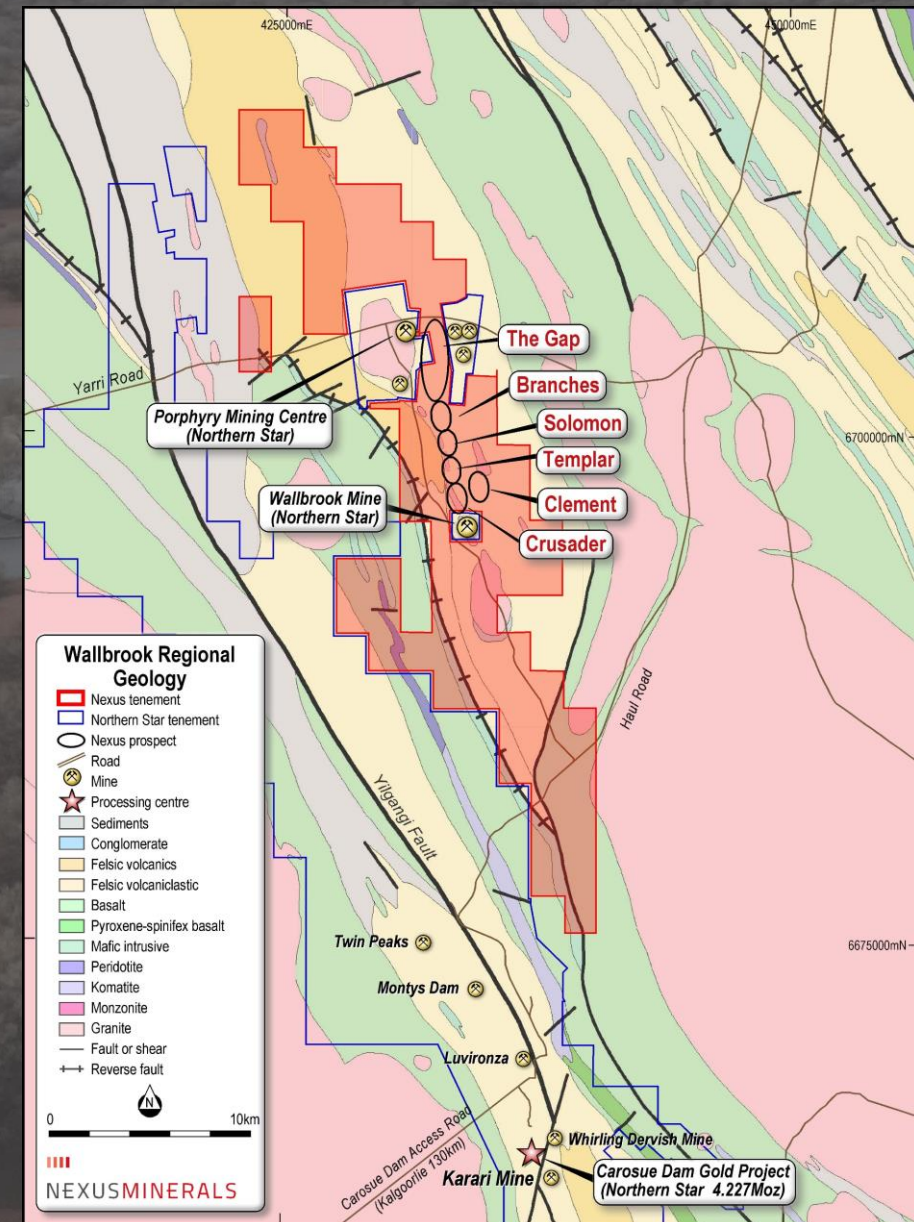 425000mE
450000mE
The Gap
Branches
Solomon
Templar
Clement
Crusader
Yarri Road
Porphyry Mining Centre
(Northern Star)
Wallbrook Mine
(Northern Star)
6700000mN
Haul Road
Yilgangi Fault
6675000mN
Twin Peaks
Montys Dam
Luvironza
Whirling Dervish Mine
Karari Mine
Carosue Dam Gold Project
(Northern Star 4.227Moz)
Carosue Dam Access Road
(Kalgoorlie 130km)
Wallbrook Regional
Geology
Nexus tenement
Northern Star tenement
Nexus prospect
Road
Mine
Processing centre
Sediments
Conglomerate
Felsic volcanics
Felsic volcaniclastic
Basalt
Pyroxene-spinifex basalt
Mafic intrusive
Peridotite
Komatite
Monzonite
Granite
Fault or shear
Reverse fault
N
0 10km
NEXUSMINERALS